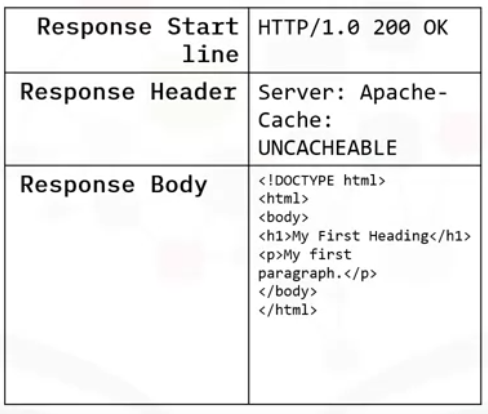 Response Start
line
HTTP/1.0 200 OK
Response Header
Server: Apache-
Cache:
UNCACHEABLE
Response Body
<!DOCTYPE html>
<html>
<body>
<h1>My First Heading</h1>
<p>My first
paragraph.</p>
</body>
</html>